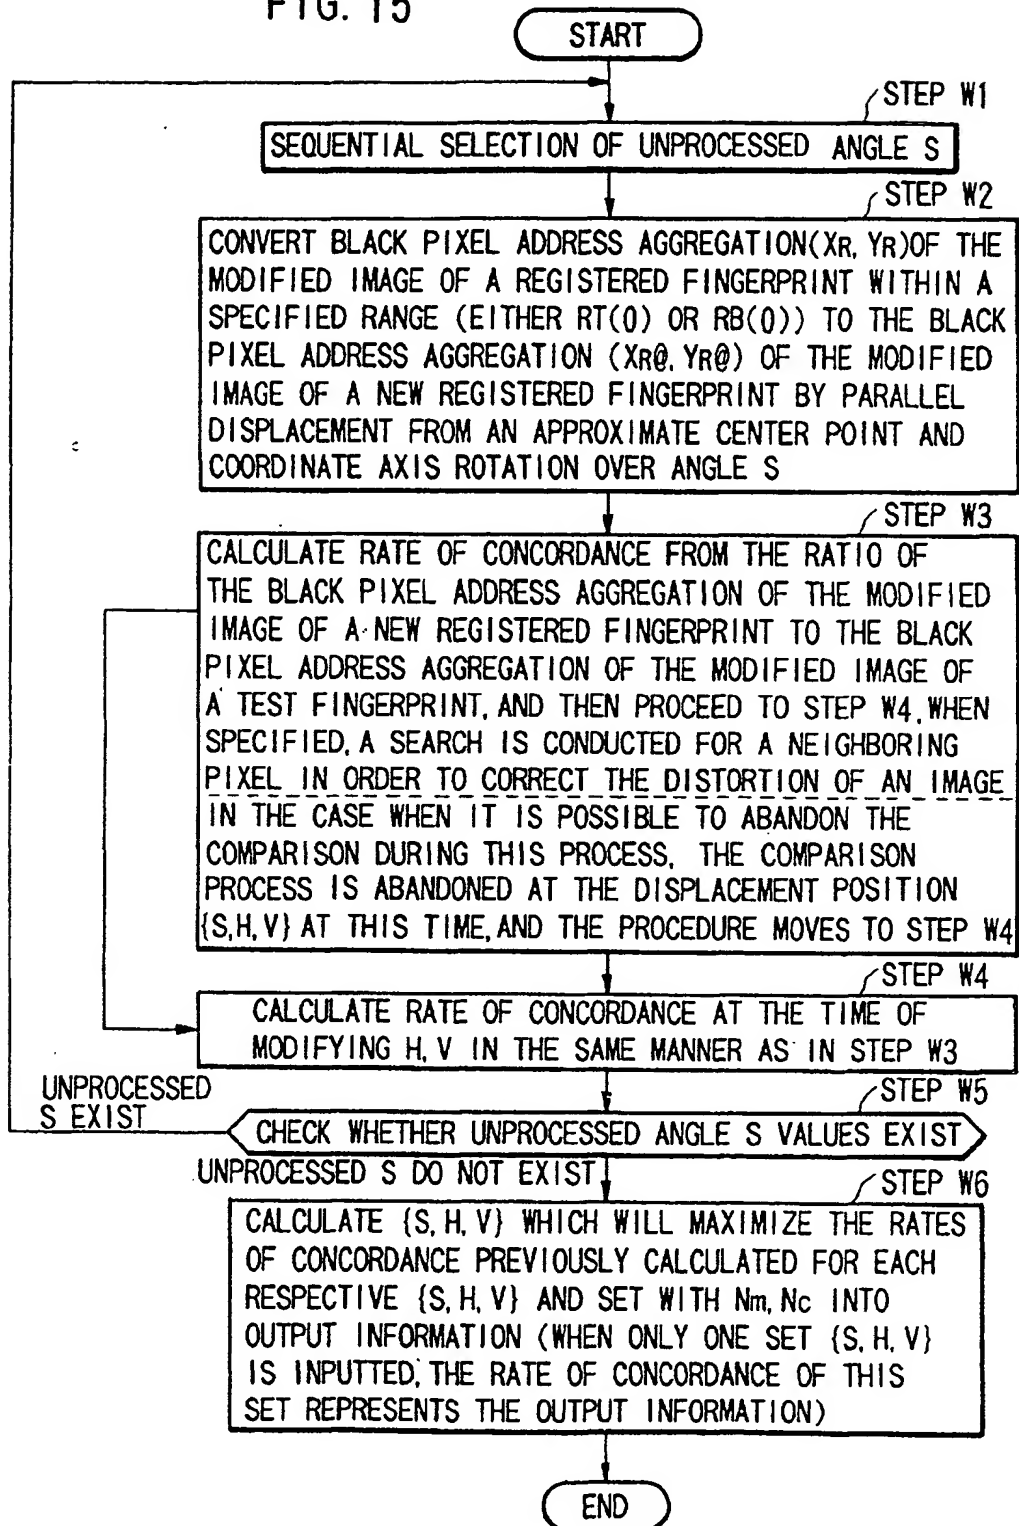 FIG. 15
START
STEP W1
SEQUENTIAL SELECTION OF UNPROCESSED ANGLE S
STEP W2
CONVERT BLACK PIXEL ADDRESS AGGREGATION(XR, YR)OF THE
MODIFIED IMAGE OF A REGISTERED FINGERPRINT WITHIN A
SPECIFIED RANGE (EITHER RT(0) OR RB(0)) TO THE BLACK
PIXEL ADDRESS AGGREGATION (XR@, YR@) OF THE MODIFIED
IMAGE OF A NEW REGISTERED FINGERPRINT BY PARALLEL
DISPLACEMENT FROM AN APPROXIMATE CENTER POINT AND
COORDINATE AXIS ROTATION OVER ANGLE S
STEP W3
CALCULATE RATE OF CONCORDANCE FROM THE RATIO OF
THE BLACK PIXEL ADDRESS AGGREGATION OF THE MODIFIED
IMAGE OF A NEW REGISTERED FINGERPRINT TO THE BLACK
PIXEL ADDRESS AGGREGATION OF THE MODIFIED IMAGE OF
A TEST FINGERPRINT, AND THEN PROCEED TO STEP W4. WHEN
SPECIFIED, A SEARCH IS CONDUCTED FOR A NEIGHBORING
PIXEL IN ORDER TO CORRECT THE DISTORTION OF AN IMAGE
IN THE CASE WHEN IT IS POSSIBLE TO ABANDON THE
COMPARISON DURING THIS PROCESS, THE COMPARISON
PROCESS IS ABANDONED AT THE DISPLACEMENT POSITION
{S,H,V} AT THIS TIME, AND THE PROCEDURE MOVES TO STEP W4
STEP W4
CALCULATE RATE OF CONCORDANCE AT THE TIME OF
MODIFYING H, V IN THE SAME MANNER AS IN STEP W3
UNPROCESSED
S EXIST
STEP W5
CHECK WHETHER UNPROCESSED ANGLE S VALUES EXIST
UNPROCESSED S DO NOT EXIST
STEP W6
CALCULATE {S, H, V} WHICH WILL MAXIMIZE THE RATES
OF CONCORDANCE PREVIOUSLY CALCULATED FOR EACH
RESPECTIVE {S, H, V} AND SET WITH Nm, Nc INTO
OUTPUT INFORMATION (WHEN ONLY ONE SET {S, H, V}
IS INPUTTED, THE RATE OF CONCORDANCE OF THIS
SET REPRESENTS THE OUTPUT INFORMATION)
END